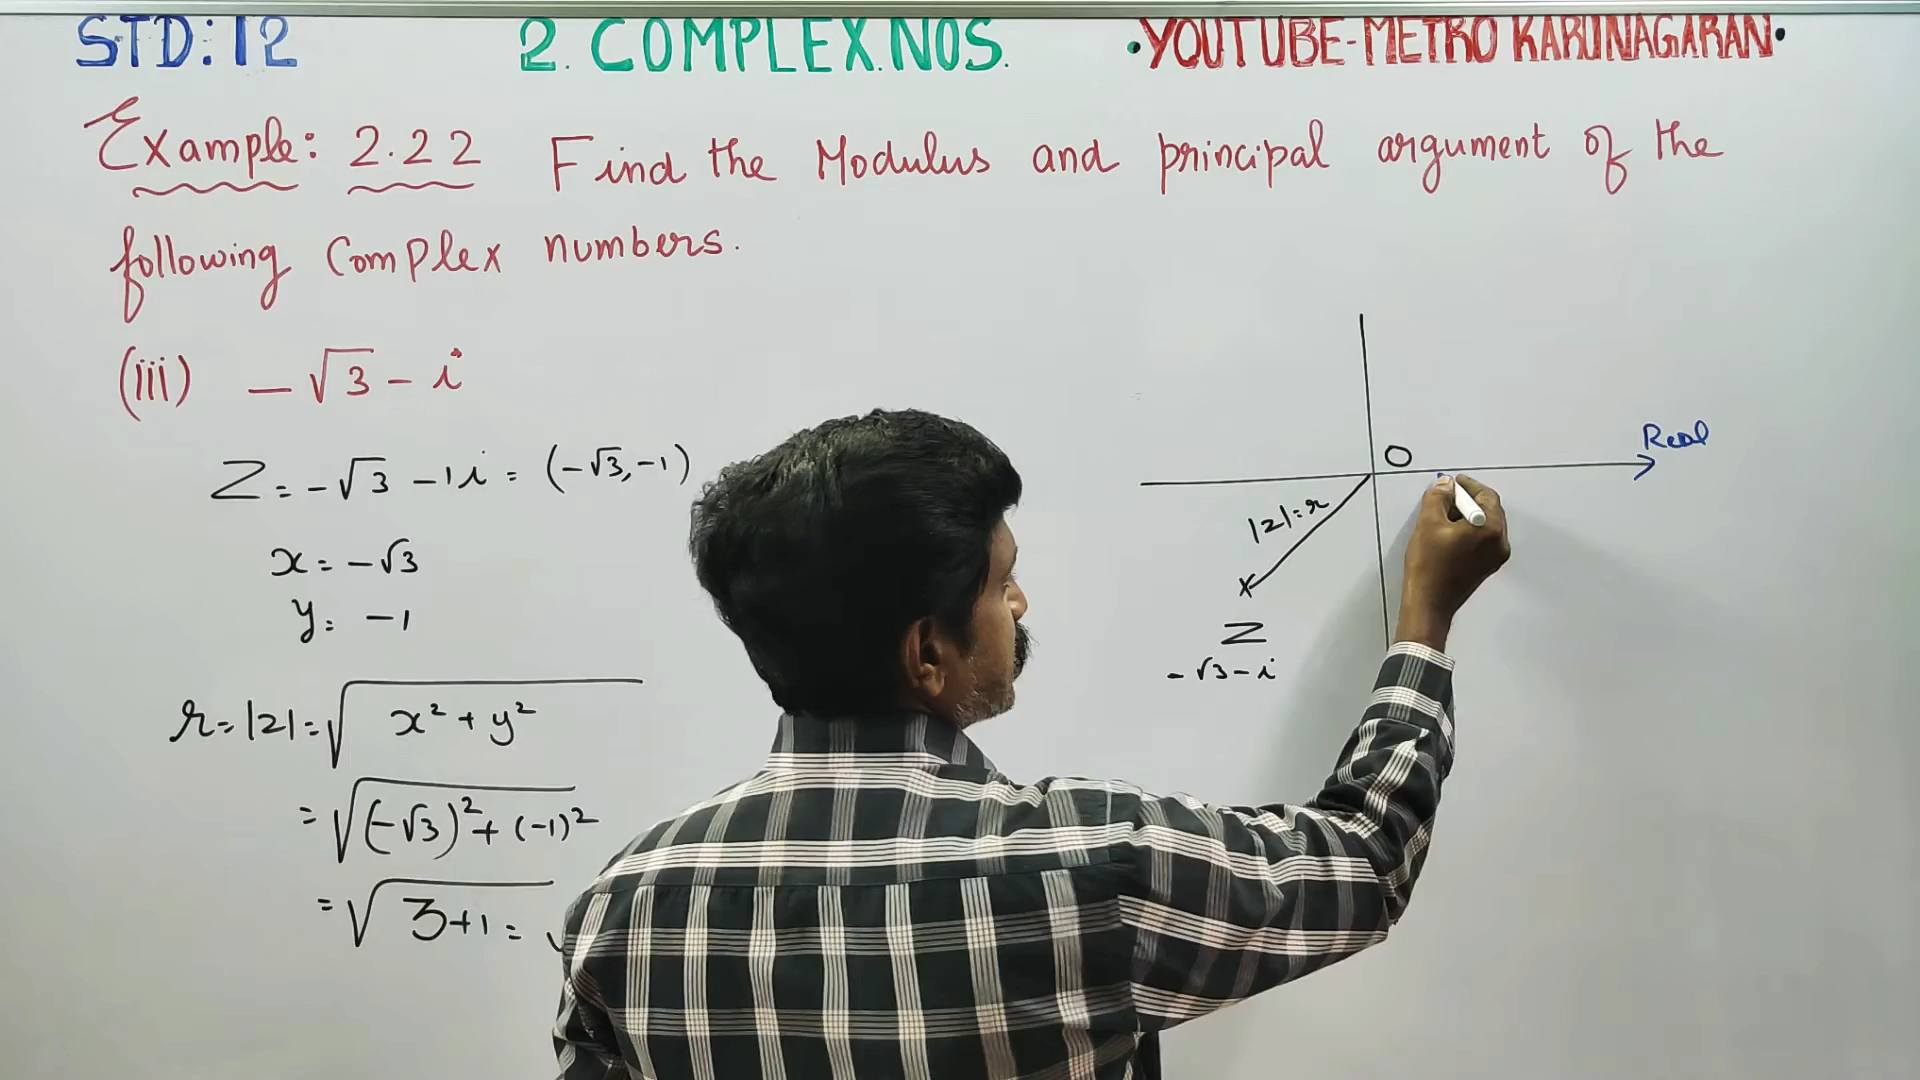 STD: 12 2. COMPLEX.NOS. •YOUTUBE-METRO KARUNAGARAN•
Example: 2.22 Find the Modulus and principal argument of the
following Complex numbers.
(iii) -√3 - i
Z = -√3 - 1i = (-√3, -1)
x = -√3
y = -1
r = |z| = √x² + y²
= √(-√3)² + (-1)²
= √3+1 =
Real
O
|z| = r
Z
-√3 - i